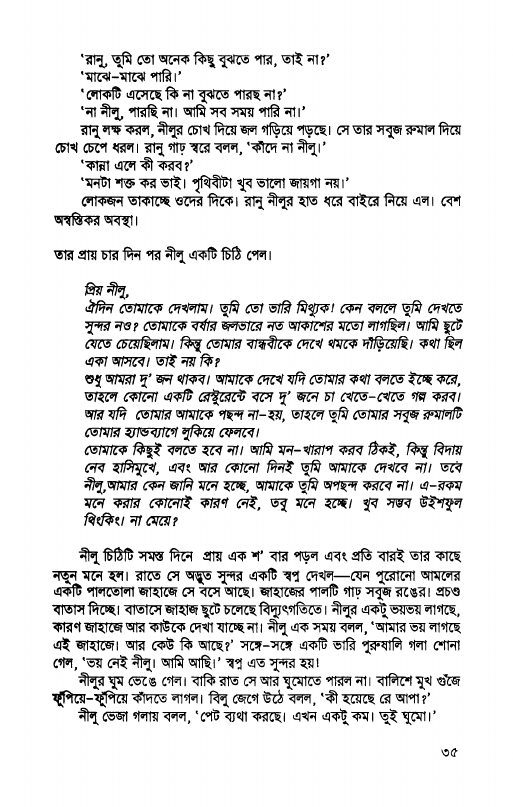 ‘রানু, তুমি তো অনেক কিছু বুঝতে পার, তাই না?’
‘মাঝে–মাঝে পারি।’
‘লোকটি এসেছে কি না বুঝতে পারছ না?’
‘না নীলু, পারছি না। আমি সব সময় পারি না।’
রানু লক্ষ করল, নীলুর চোখ দিয়ে জল গড়িয়ে পড়ছে। সে তার সবুজ রুমাল দিয়ে
চোখ চেপে ধরল। রানু গাঢ় স্বরে বলল, ‘কাঁদে না নীলু।’
‘কান্না এলে কী করব?’
‘মনটা শক্ত কর ভাই। পৃথিবীটা খুব ভালো জায়গা নয়।’
লোকজন তাকাচ্ছে ওদের দিকে। রানু নীলুর হাত ধরে বাইরে নিয়ে এল। বেশ
অস্বস্তিকর অবস্থা।
তার প্রায় চার দিন পর নীলু একটি চিঠি পেল।
প্রিয় নীলু,
ঐদিন তোমাকে দেখলাম। তুমি তো ভারি মিথ্যুক! কেন বললে তুমি দেখতে
সুন্দর নও? তোমাকে বর্ষার জলভারে নত আকাশের মতো লাগছিল। আমি ছুটে
যেতে চেয়েছিলাম। কিন্তু তোমার বান্ধবীকে দেখে থমকে দাঁড়িয়েছি। কথা ছিল
একা আসবে। তাই নয় কি?
শুধু আমরা দু’ জন থাকব। আমাকে দেখে যদি তোমার কথা বলতে ইচ্ছে করে,
তাহলে কোনো একটি রেস্টুরেন্টে বসে দু’ জনে চা খেতে–খেতে গল্প করব।
আর যদি তোমার আমাকে পছন্দ না–হয়, তাহলে তুমি তোমার সবুজ রুমালটি
তোমার হ্যান্ডব্যাগে লুকিয়ে ফেলবে।
তোমাকে কিছুই বলতে হবে না। আমি মন–খারাপ করব ঠিকই, কিন্তু বিদায়
নেব হাসিমুখে, এবং আর কোনো দিনই তুমি আমাকে দেখবে না। তবে
নীলু,আমার কেন জানি মনে হচ্ছে, আমাকে তুমি অপছন্দ করবে না। এ–রকম
মনে করার কোনোই কারণ নেই, তবু মনে হচ্ছে। খুব সম্ভব উইশফুল
থিংকিং। না মেয়ে?
নীলু চিঠিটি সমস্ত দিনে প্রায় এক শ’ বার পড়ল এবং প্রতি বারই তার কাছে
নতুন মনে হল। রাতে সে অদ্ভুত সুন্দর একটি স্বপ্ন দেখল—যেন পুরোনো আমলের
একটি পালতোলা জাহাজে সে বসে আছে। জাহাজের পালটি গাঢ় সবুজ রঙের। প্রচণ্ড
বাতাস দিচ্ছে। বাতাসে জাহাজ ছুটে চলেছে বিদ্যুৎগতিতে। নীলুর একটু ভয়ভয় লাগছে,
কারণ জাহাজে আর কাউকে দেখা যাচ্ছে না। নীলু এক সময় বলল, ‘আমার ভয় লাগছে
এই জাহাজে। আর কেউ কি আছে?’ সঙ্গে–সঙ্গে একটি ভারি পুরুষালি গলা শোনা
গেল, ‘ভয় নেই নীলু। আমি আছি।’ স্বপ্ন এত সুন্দর হয়!
নীলুর ঘুম ভেঙে গেল। বাকি রাত সে আর ঘুমোতে পারল না। বালিশে মুখ গুঁজে
ফুঁপিয়ে–ফুঁপিয়ে কাঁদতে লাগল। বিলু জেগে উঠে বলল, ‘কী হয়েছে রে আপা?’
নীলু ভেজা গলায় বলল, ‘পেট ব্যথা করছে। এখন একটু কম। তুই ঘুমো।’
৩৫